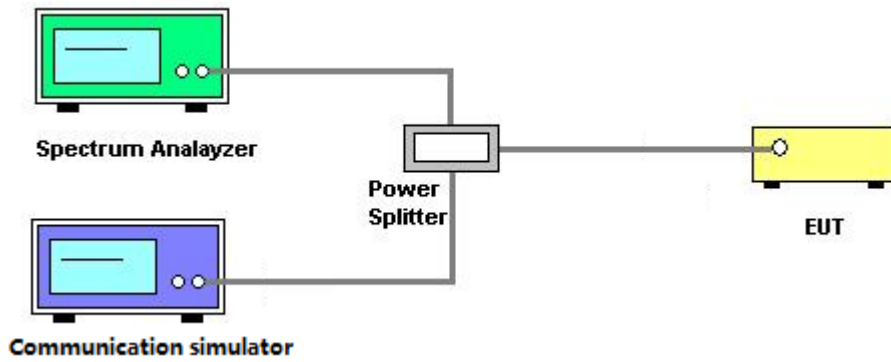 Spectrum Analayzer
Power
Splitter
EUT
Communication simulator